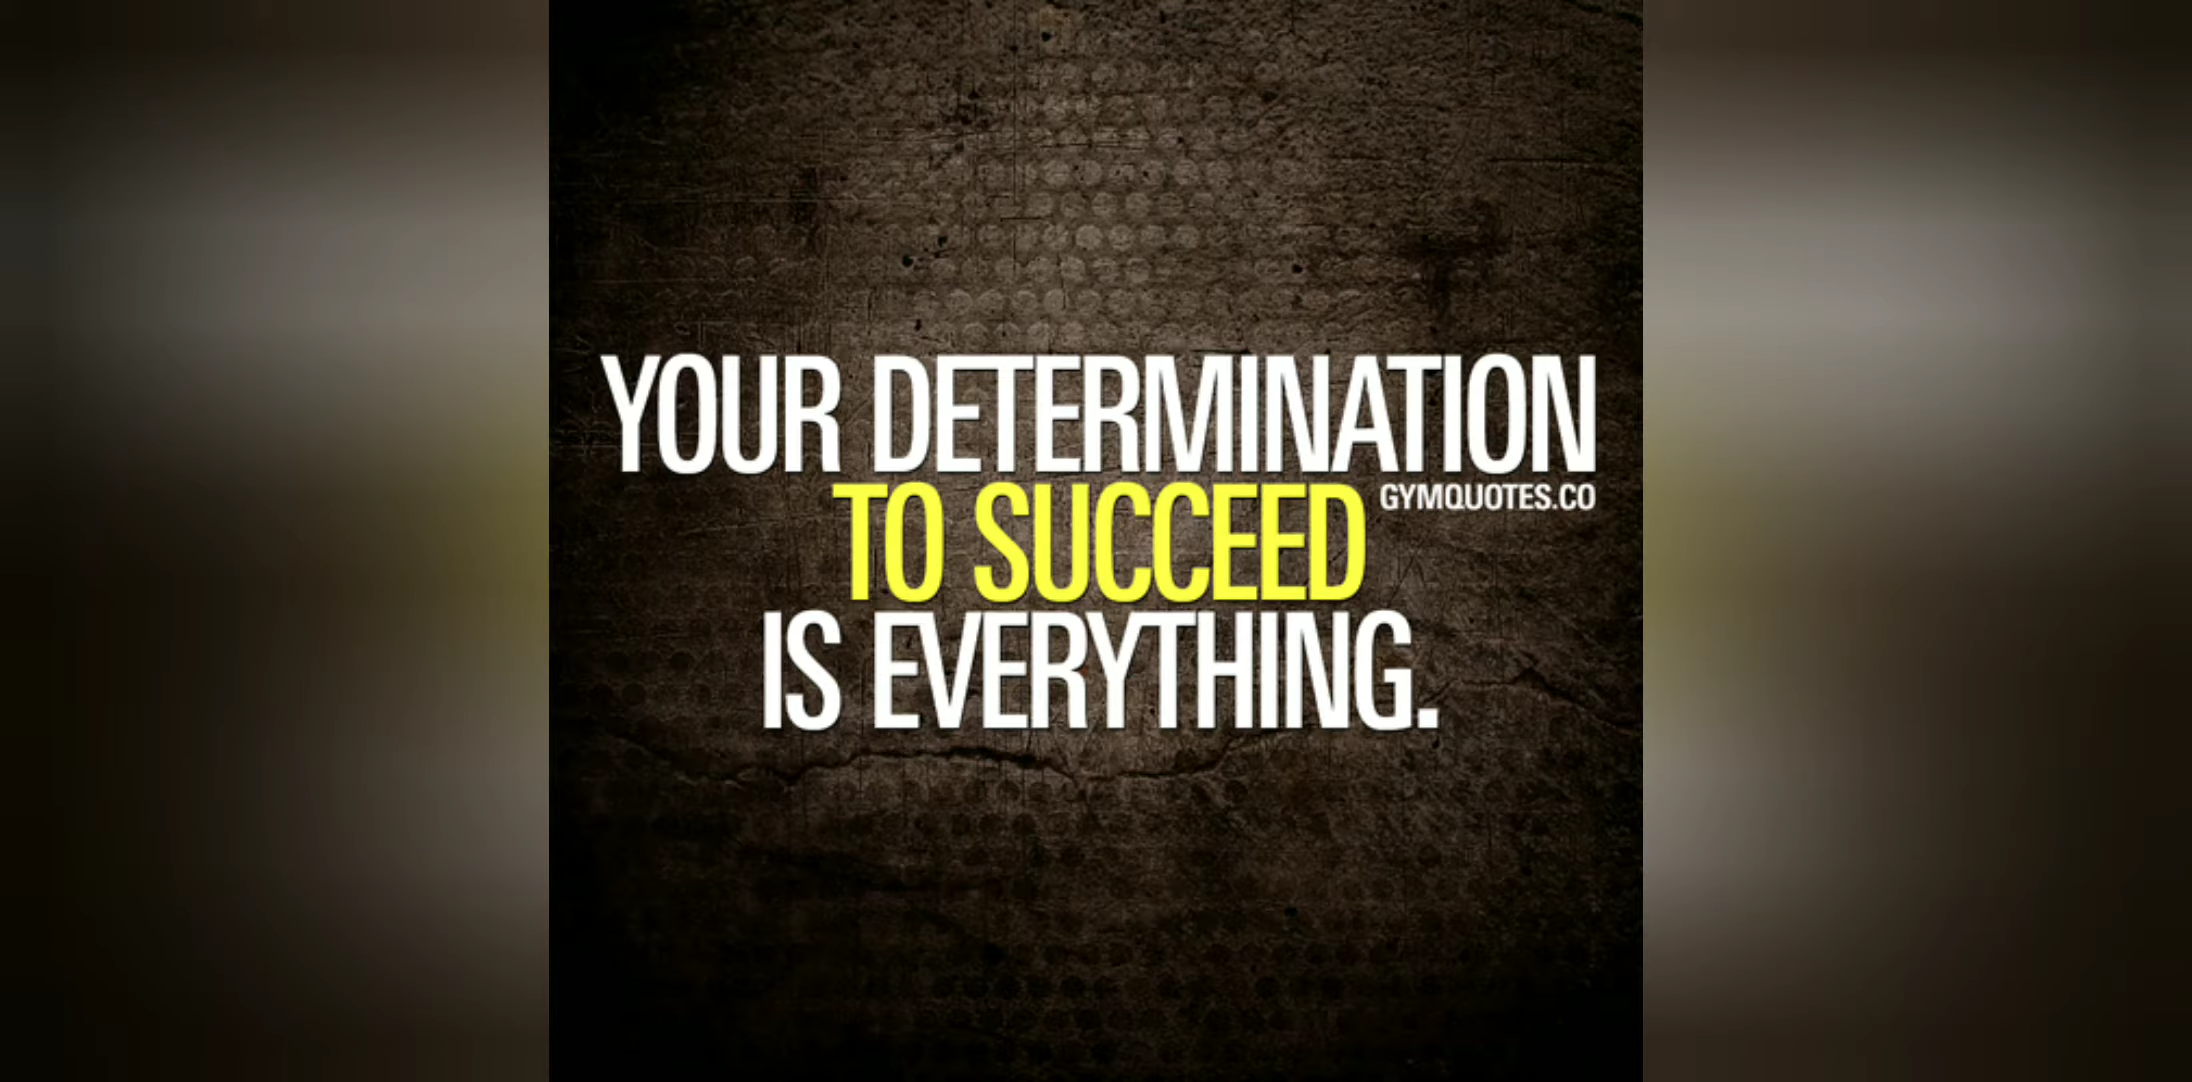 YOUR DETERMINATION
TO SUCCEED
GYMQUOTES.CO
IS EVERYTHING.